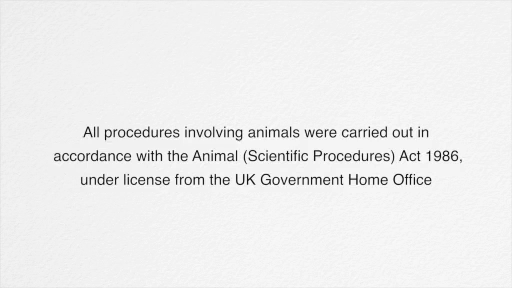 All procedures involving animals were carried out in
accordance with the Animal (Scientific Procedures) Act 1986,
under license from the UK Government Home Office